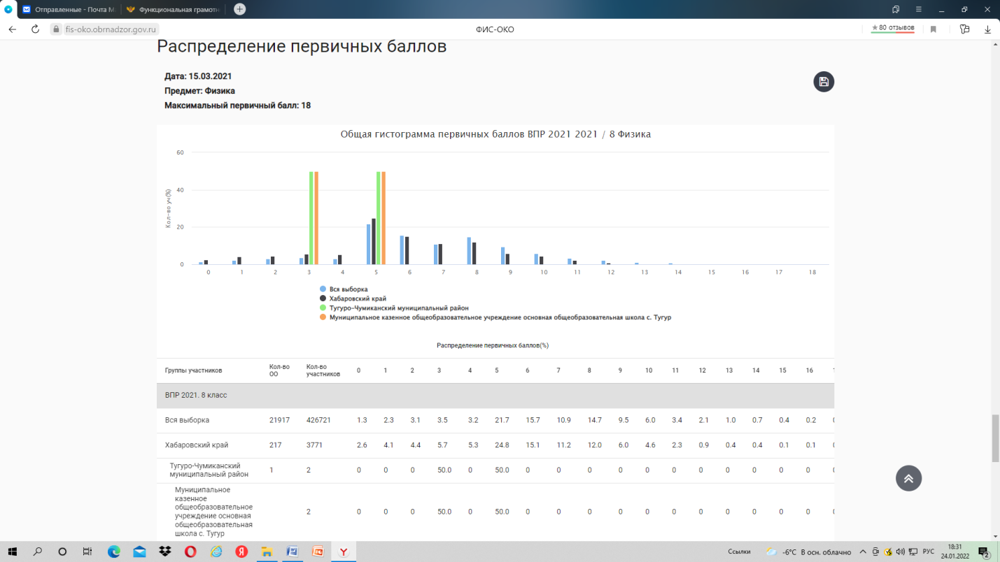 Отправленные - Почта М
Функциональная грамотн
fis-oko.obrnadzor.gov.ru
ФИС-ОКО
★ 80 отзывов
Распределение первичных баллов
Дата: 15.03.2021
Предмет: Физика
Максимальный первичный балл: 18
Общая гистограмма первичных баллов ВПР 2021 2021 / 8 Физика
Кол-во уч(%)
60
40
20
0
0 1 2 3 4 5 6 7 8 9 10 11 12 13 14 15 16 17 18
Вся выборка
Хабаровский край
Тугуро-Чумиканский муниципальный район
Муниципальное казенное общеобразовательное учреждение основная общеобразовательная школа с. Тугур
Распределение первичных баллов(%)
Группы участников Кол-во ОО Кол-во участников 0 1 2 3 4 5 6 7 8 9 10 11 12 13 14 15 16
ВПР 2021. 8 класс
Вся выборка 21917 426721 1.3 2.3 3.1 3.5 3.2 21.7 15.7 10.9 14.7 9.5 6.0 3.4 2.1 1.0 0.7 0.4 0.2
Хабаровский край 217 3771 2.6 4.1 4.4 5.7 5.3 24.8 15.1 11.2 12.0 6.0 4.6 2.3 0.9 0.4 0.4 0.1 0.1
Тугуро-Чумиканский
муниципальный район 1 2 0 0 0 50.0 0 50.0 0 0 0 0 0 0 0 0 0 0 0
Муниципальное
казенное
общеобразовательное
учреждение основная 2 0 0 0 50.0 0 50.0 0 0 0 0 0 0 0 0 0 0 0
общеобразовательная
школа с. Тугур
Ссылки
-6°C В осн. облачно
РУС
18:31
24.01.2022
2